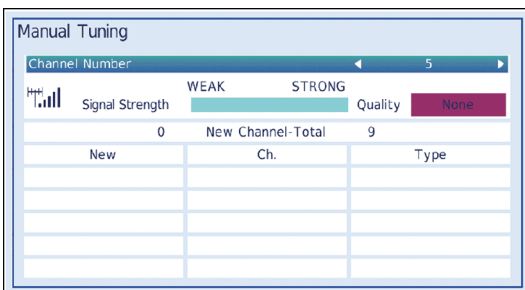 Manual Tuning
Channel Number 5
WEAK STRONG
Signal Strength Quality None
0 New Channel-Total 9
New Ch. Type